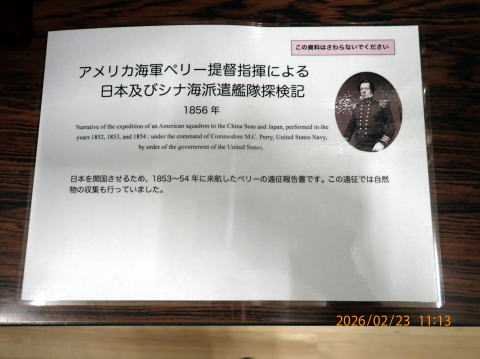 この資料はさわらないでください
アメリカ海軍ペリー提督指揮による
日本及びシナ海派遣艦隊探検記
1856 年
Narrative of the expedition of an American squadron to the China Seas and Japan, performed in the
years 1852, 1853, and 1854 : under the command of Commodore M.C. Perry, United States Navy,
by order of the government of the United States.
日本を開国させるため、1853～54 年に来航したペリーの遠征報告書です。この遠征では自然
物の収集も行っていました。
2026/02/23 11:13